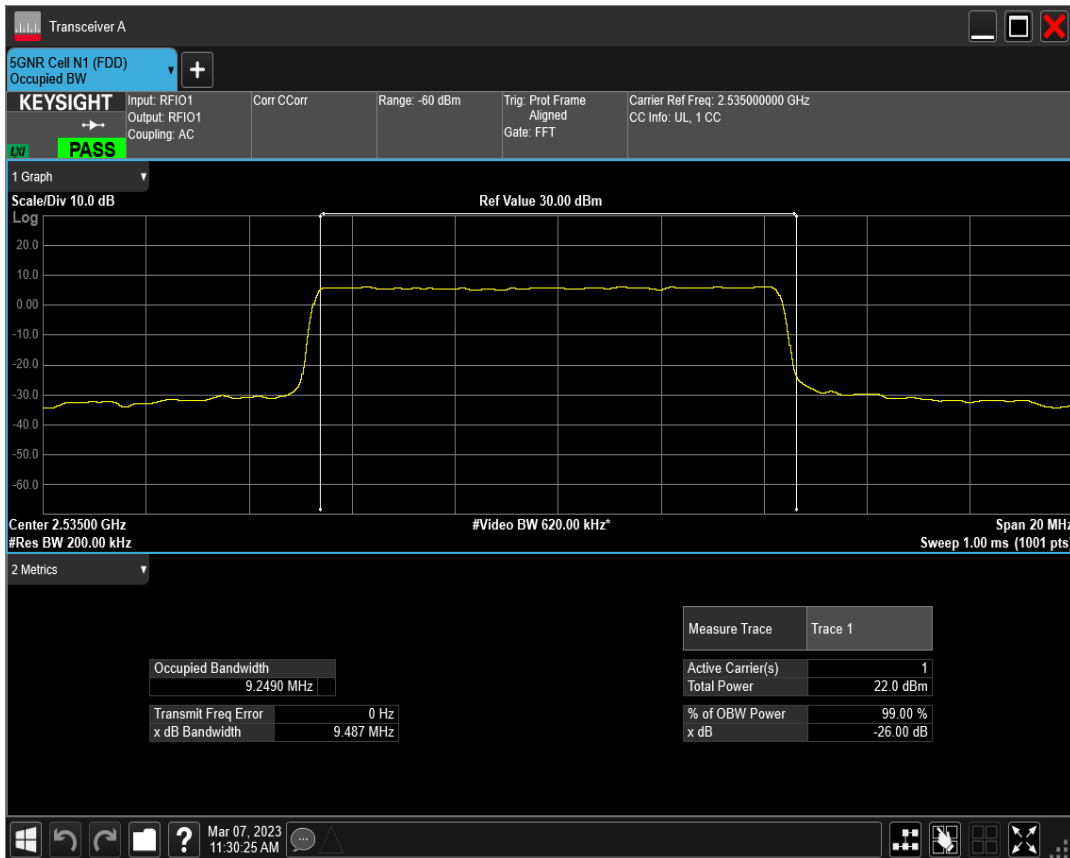 Transceiver A
5GNR Cell N1 (FDD)
Occupied BW
+
KEYSIGHT
LXI
PASS
Input: RFIO1
Output: RFIO1
Coupling: AC
Corr CCorr
Range: -60 dBm
Trig: Prot Frame
Aligned
Gate: FFT
Carrier Ref Freq: 2.535000000 GHz
CC Info: UL, 1 CC
1 Graph
Scale/Div 10.0 dB
Ref Value 30.00 dBm
Log
20.0
10.0
0.00
-10.0
-20.0
-30.0
-40.0
-50.0
-60.0
Center 2.53500 GHz
#Video BW 620.00 kHz*
Span 20 MHz
#Res BW 200.00 kHz
Sweep 1.00 ms (1001 pts)
2 Metrics
Measure Trace Trace 1
Occupied Bandwidth
9.2490 MHz
Active Carrier(s) 1
Total Power 22.0 dBm
Transmit Freq Error 0 Hz
x dB Bandwidth 9.487 MHz
% of OBW Power 99.00 %
x dB -26.00 dB
?
Mar 07, 2023
11:30:25 AM